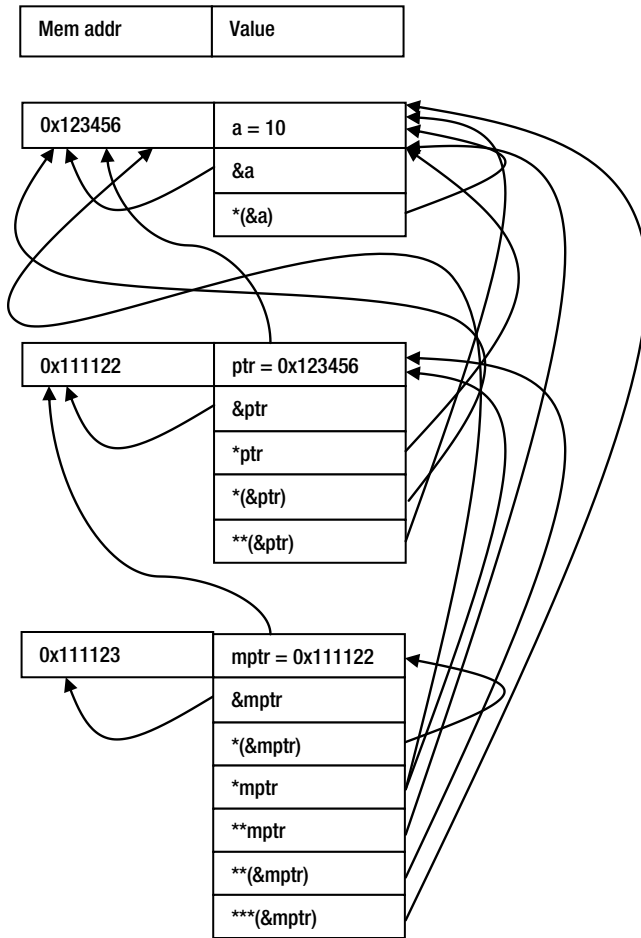 Mem addr Value
0x123456 a = 10
&a
*(&a)
0x111122 ptr = 0x123456
&ptr
*ptr
*(&ptr)
**(&ptr)
0x111123 mptr = 0x111122
&mptr
*(&mptr)
*mptr
**mptr
**(&mptr)
***(&mptr)